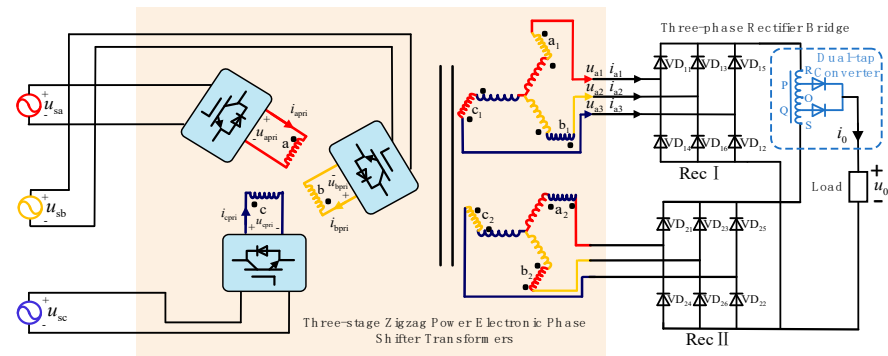 Three-phase Rectifier Bridge
Dual-tap
Converter
+
u_sa
-
+
u_sb
-
+
u_sc
-
i_apri
+
u_apri
-
a
-
u_bpri
+
b
i_bpri
c
i_cpri
+ u_cpri -
a_1
c_1
b_1
u_a1 i_a1
u_a2 i_a2
u_a3 i_a3
VD_11 VD_13 VD_15
VD_14 VD_16 VD_12
Rec I
R
P
O
Q
S
i_0
Load
+
u_0
-
a_2
c_2
b_2
VD_21 VD_23 VD_25
VD_24 VD_26 VD_22
Rec II
Three-stage Zigzag Power Electronic Phase
Shifter Transformers